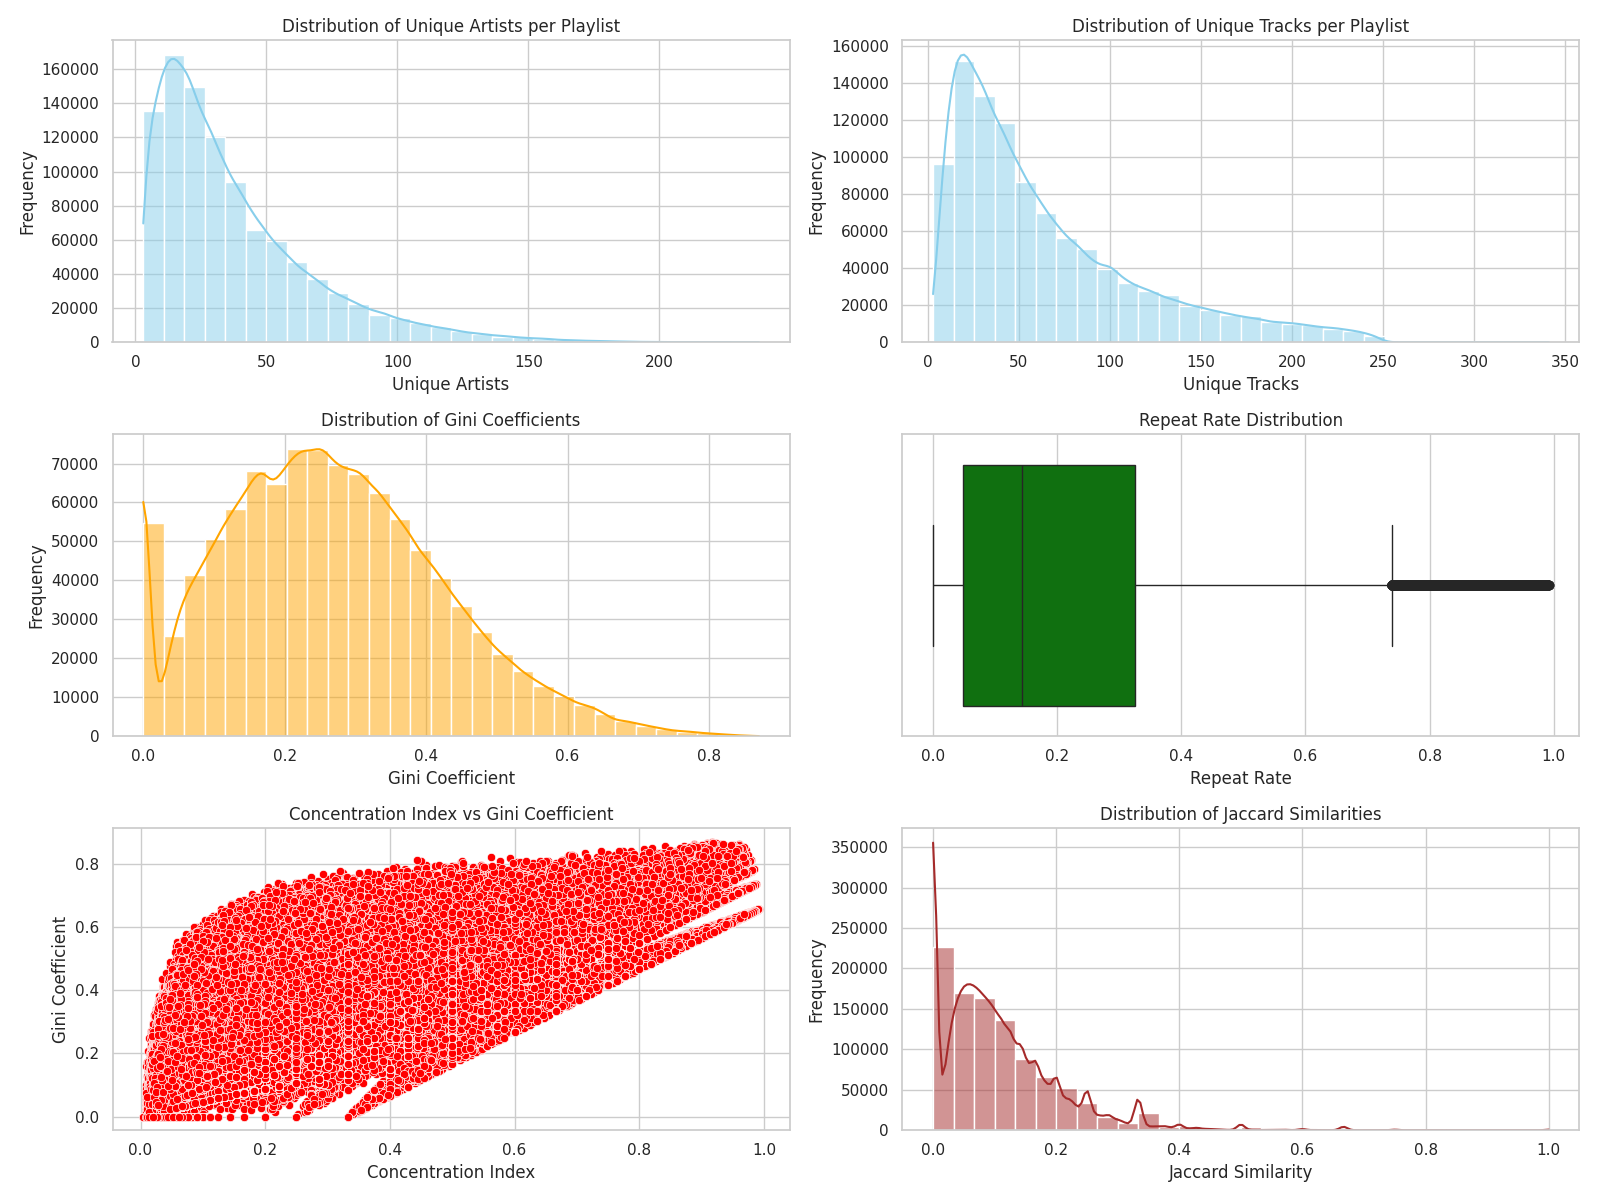 Distribution of Unique Artists per Playlist
160000
140000
120000
100000
80000
60000
40000
20000
0
Frequency
0 50 100 150 200
Unique Artists
Distribution of Unique Tracks per Playlist
160000
140000
120000
100000
80000
60000
40000
20000
0
Frequency
0 50 100 150 200 250 300 350
Unique Tracks
Distribution of Gini Coefficients
70000
60000
50000
40000
30000
20000
10000
0
Frequency
0.0 0.2 0.4 0.6 0.8
Gini Coefficient
Repeat Rate Distribution
0.0 0.2 0.4 0.6 0.8 1.0
Repeat Rate
Concentration Index vs Gini Coefficient
0.8
0.6
0.4
0.2
0.0
Gini Coefficient
0.0 0.2 0.4 0.6 0.8 1.0
Concentration Index
Distribution of Jaccard Similarities
350000
300000
250000
200000
150000
100000
50000
0
Frequency
0.0 0.2 0.4 0.6 0.8 1.0
Jaccard Similarity